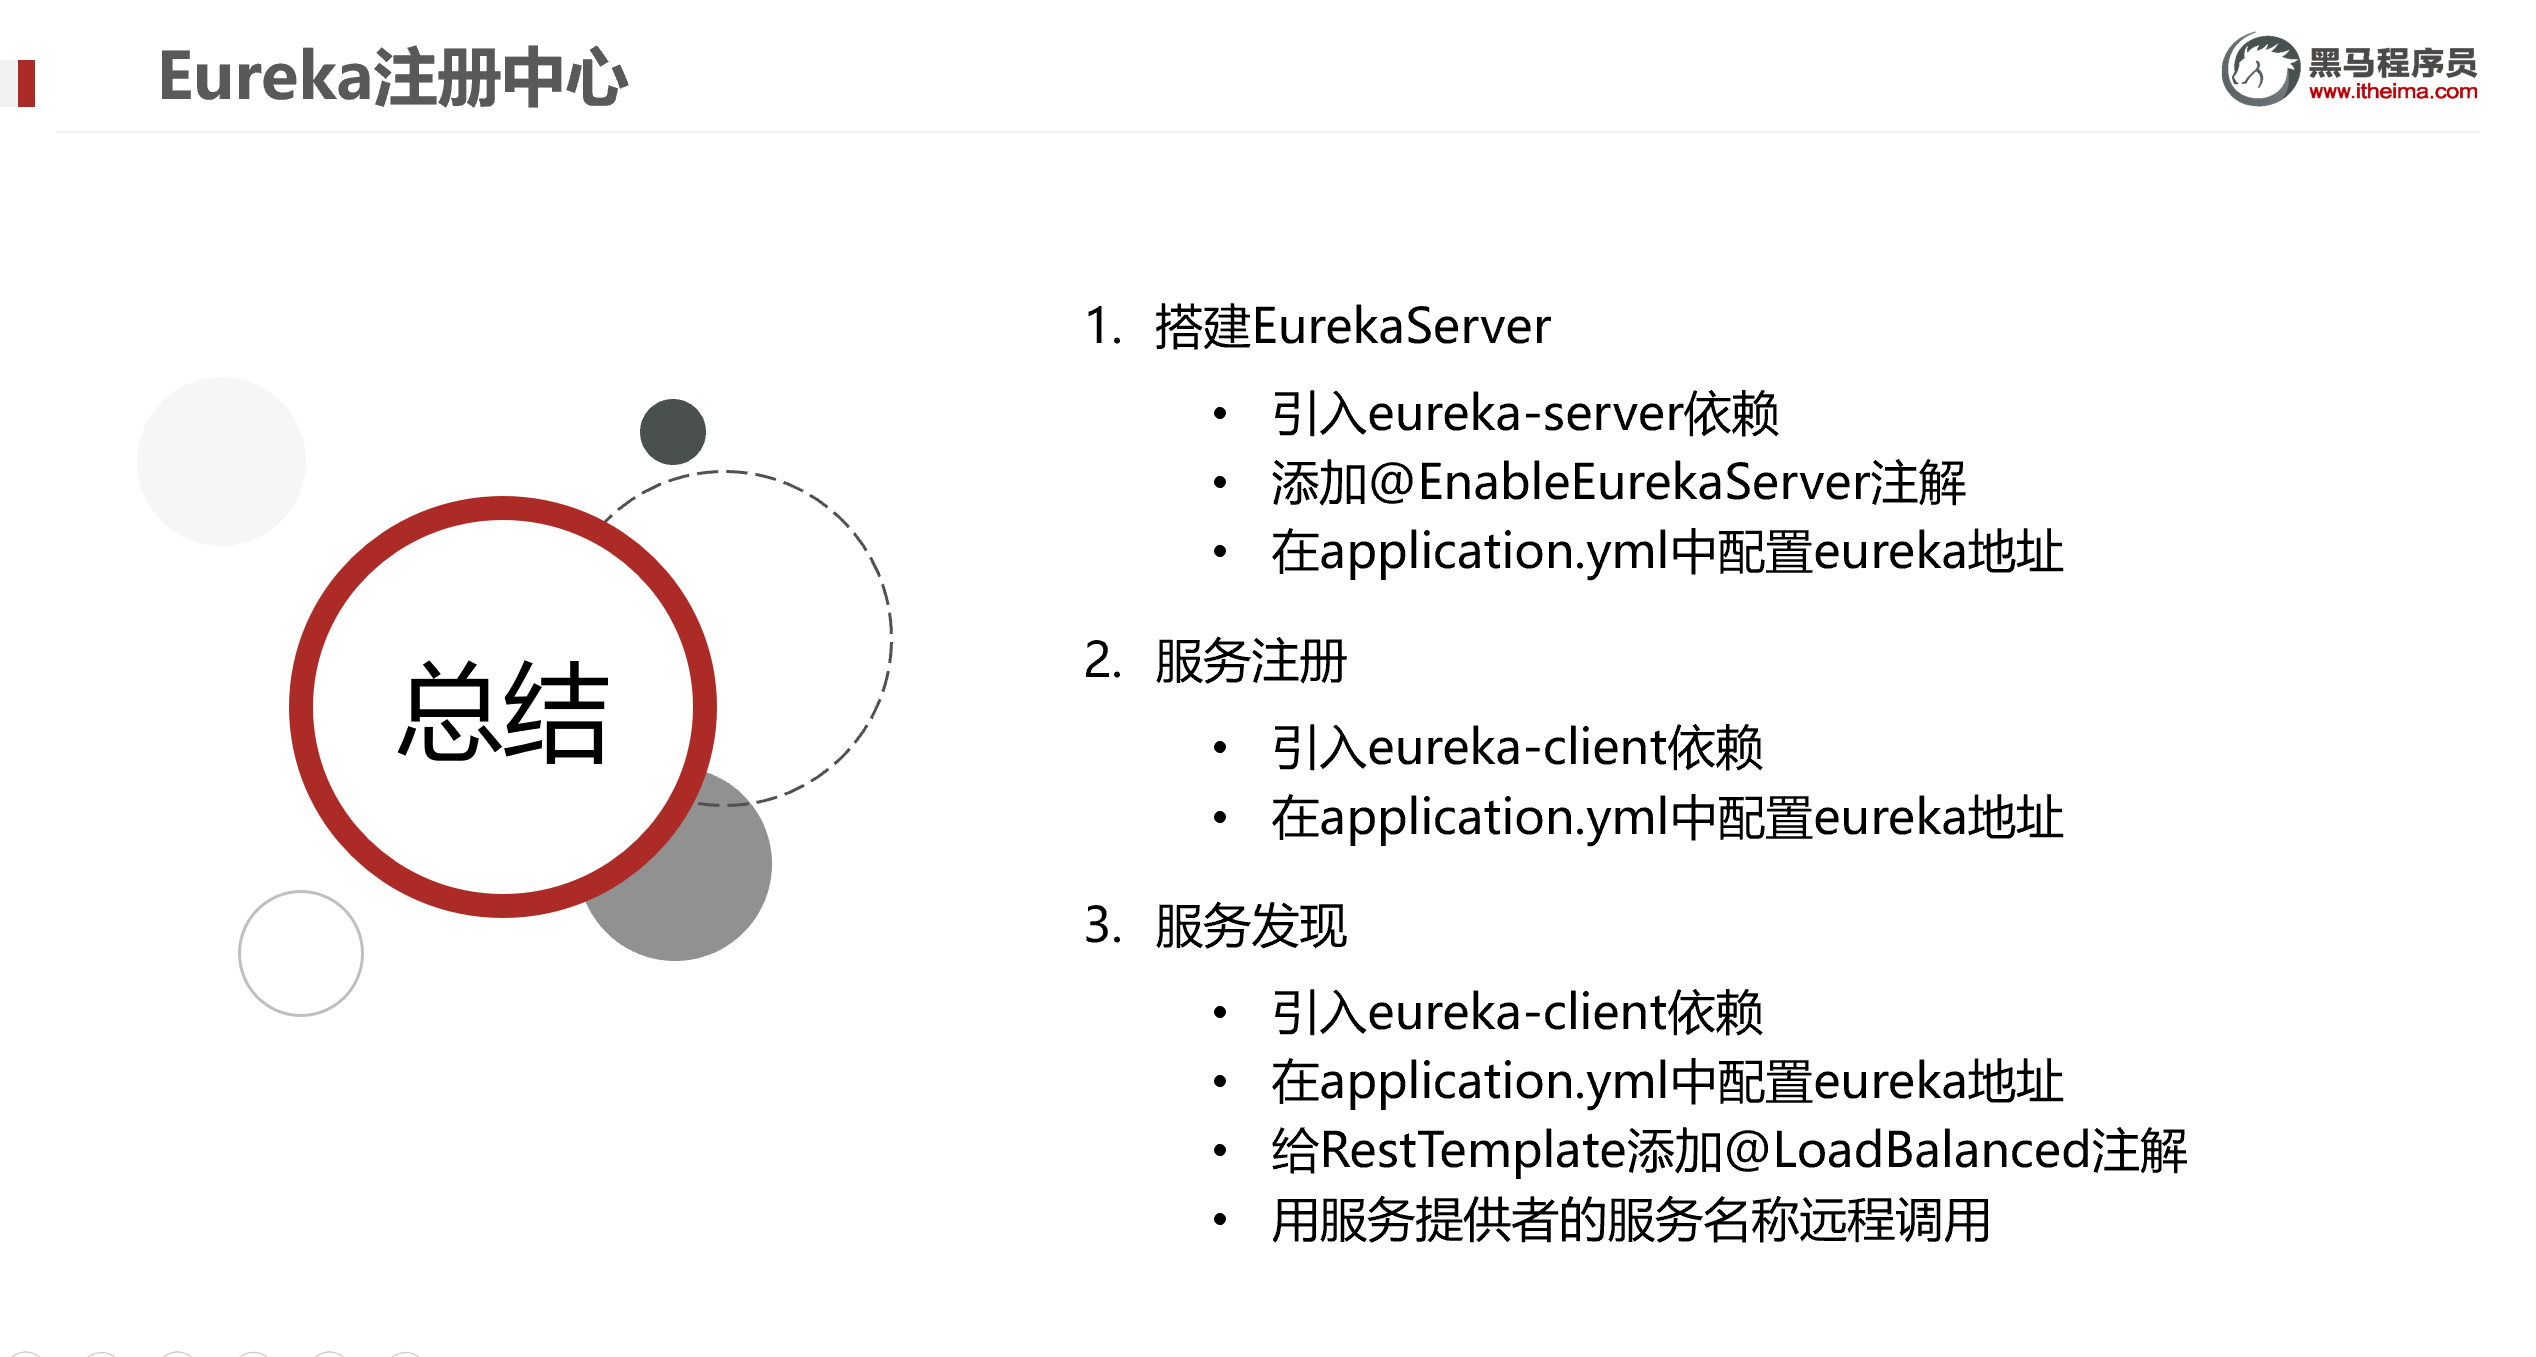 Eureka注册中心
黑马程序员
www.itheima.com
总结
1. 搭建EurekaServer
• 引入eureka-server依赖
• 添加@EnableEurekaServer注解
• 在application.yml中配置eureka地址
2. 服务注册
• 引入eureka-client依赖
• 在application.yml中配置eureka地址
3. 服务发现
• 引入eureka-client依赖
• 在application.yml中配置eureka地址
• 给RestTemplate添加@LoadBalanced注解
• 用服务提供者的服务名称远程调用